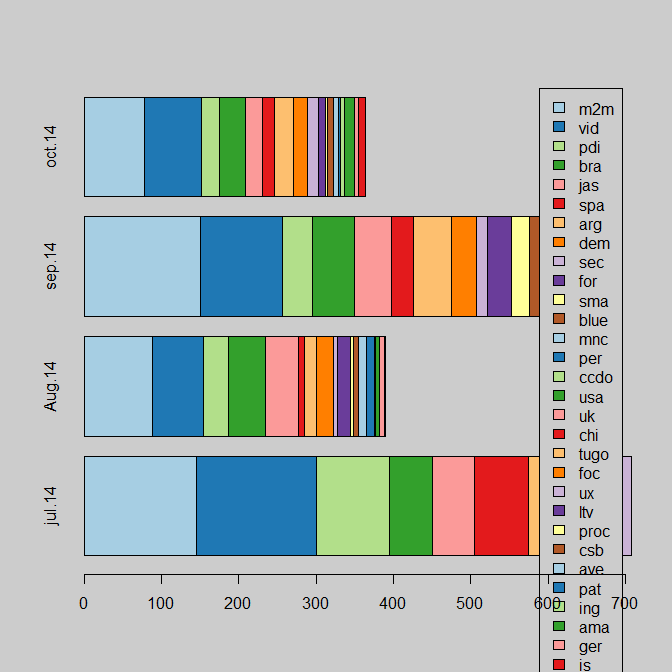 oct.14
sep.14
Aug.14
jul.14
0 100 200 300 400 500 600 700
m2m
vid
pdi
bra
jas
spa
arg
dem
sec
for
sma
blue
mnc
per
ccdo
usa
uk
chi
tugo
foc
ux
ltv
proc
csb
ave
pat
ing
ama
ger
is